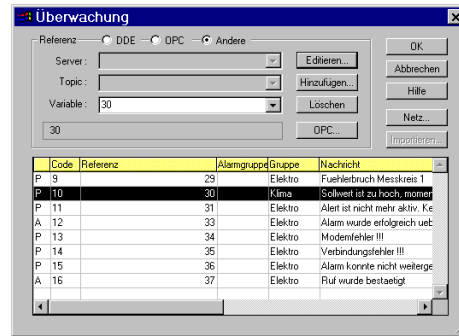 Überwachung
Referenz DDE OPC Andere
Server :
Topic :
Variable : 30
30
Editieren...
Hinzufügen...
Löschen
OPC...
OK
Abbrechen
Hilfe
Netz...
Importieren...
Code Referenz Alarmgruppe Gruppe Nachricht
P 9 29 Elektro Fuehlerbruch Messkreis 1
P 10 30 Klima Sollwert ist zu hoch, momen
P 11 31 Elektro Alert ist nicht mehr aktiv. Ke
A 12 33 Elektro Alarm wurde erfolgreich ueb
P 13 34 Elektro Modemfehler !!!
P 14 35 Elektro Verbindungsfehler !!!
P 15 36 Elektro Alarm konnte nicht weiterge
A 16 37 Elektro Ruf wurde bestaetigt